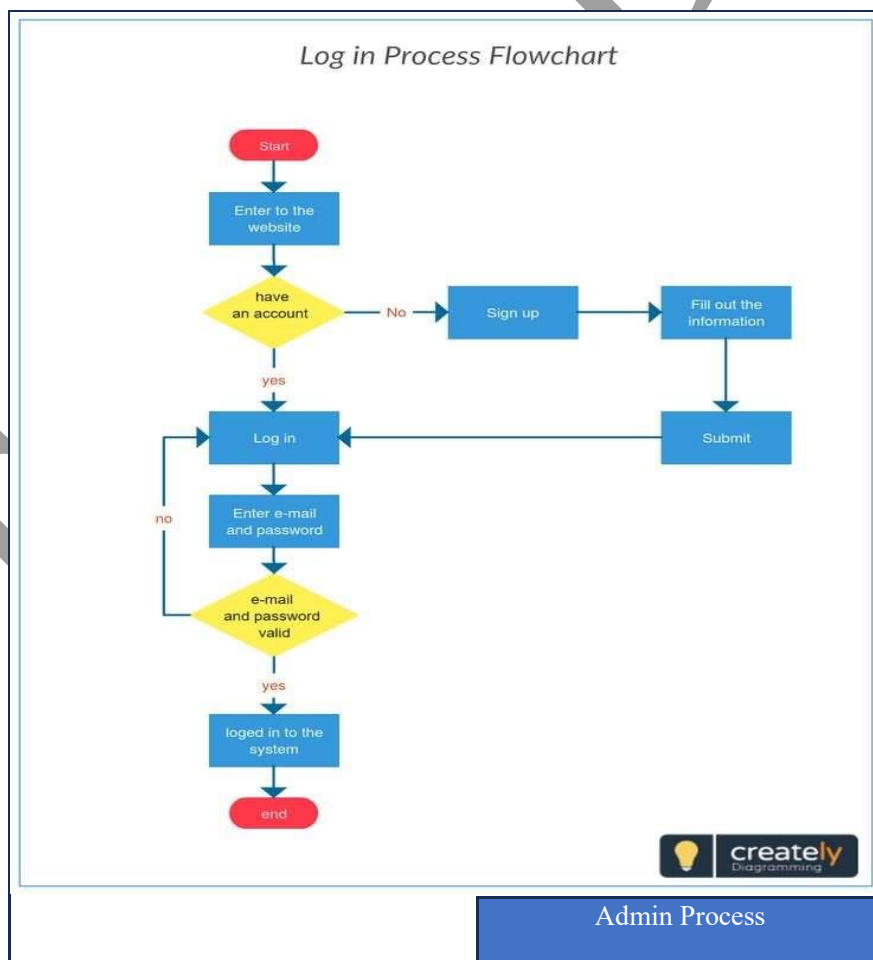 Log in Process Flowchart
Start
Enter to the
website
have
an account
No
Sign up
Fill out the
information
yes
Log in
Submit
no
Enter e-mail
and password
e-mail
and password
valid
yes
loged in to the
system
end
creately
Diagramming
Admin Process